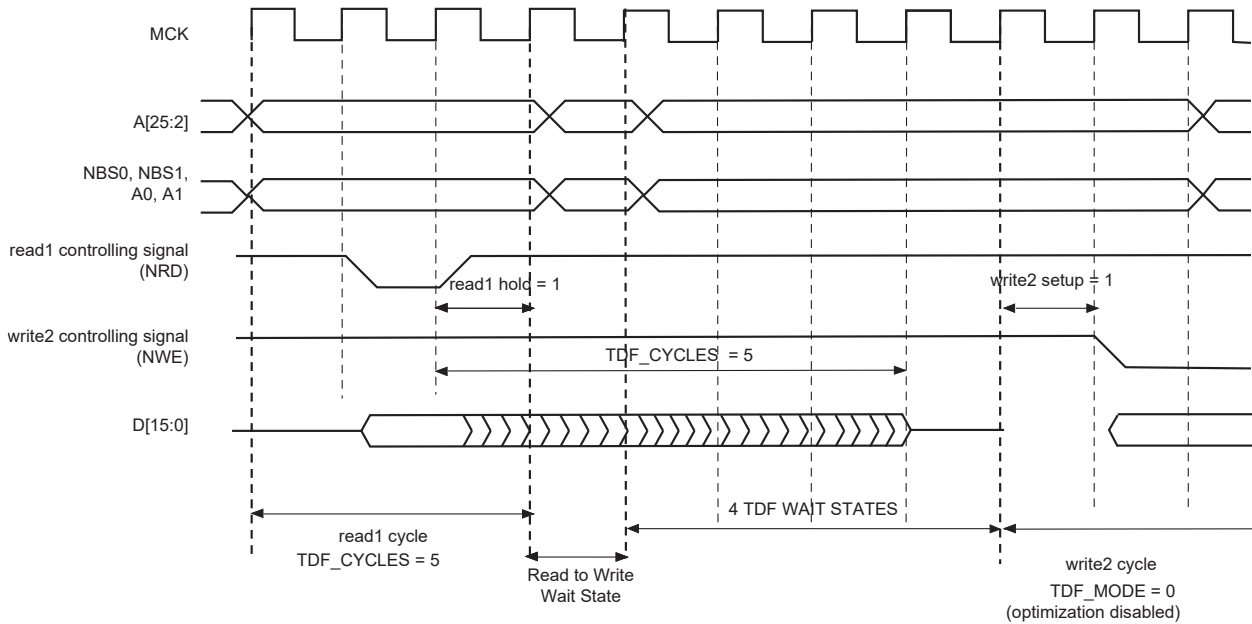 MCK
A[25:2]
NBS0, NBS1,
A0, A1
read1 controlling signal
(NRD)
read1 hold = 1
write2 setup = 1
write2 controlling signal
(NWE)
TDF_CYCLES = 5
D[15:0]
4 TDF WAIT STATES
read1 cycle
TDF_CYCLES = 5
Read to Write
Wait State
write2 cycle
TDF_MODE = 0
(optimization disabled)